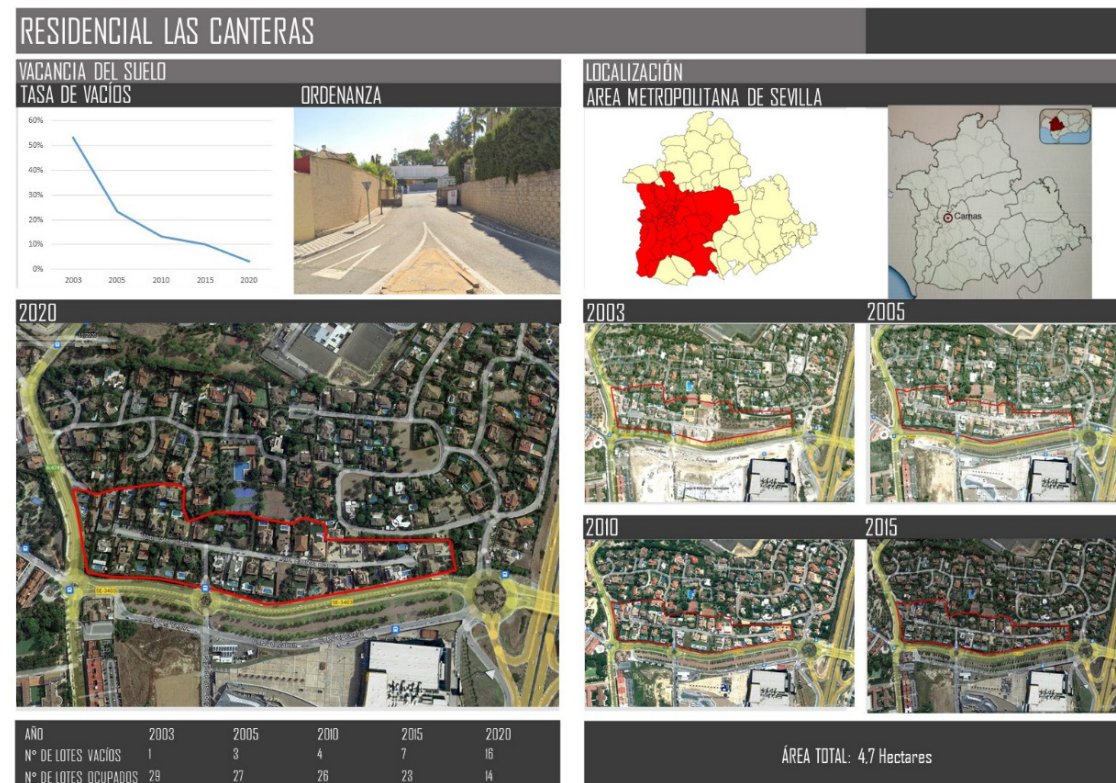 RESIDENCIAL LAS CANTERAS
VACANCIA DEL SUELO
TASA DE VACÍOS
ORDENANZA
60%
50%
40%
30%
20%
10%
0%
2003 2005 2010 2015 2020
LOCALIZACIÓN
AREA METROPOLITANA DE SEVILLA
Camas
2020
2003
2005
2010
2015
AÑO 2003 2005 2010 2015 2020
Nº DE LOTES VACÍOS 1 3 4 7 16
Nº DE LOTES OCUPADOS 29 27 26 23 14
ÁREA TOTAL: 4,7 Hectares